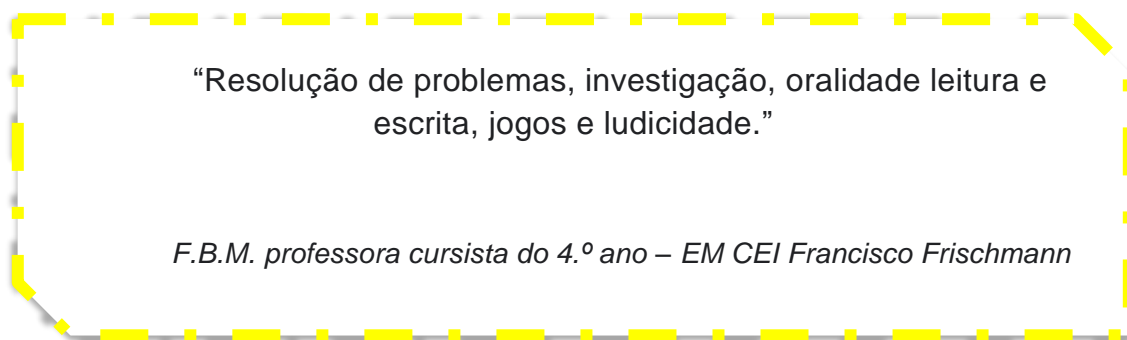 “Resolução de problemas, investigação, oralidade leitura e
escrita, jogos e ludicidade.”
F.B.M. professora cursista do 4.º ano – EM CEI Francisco Frischmann